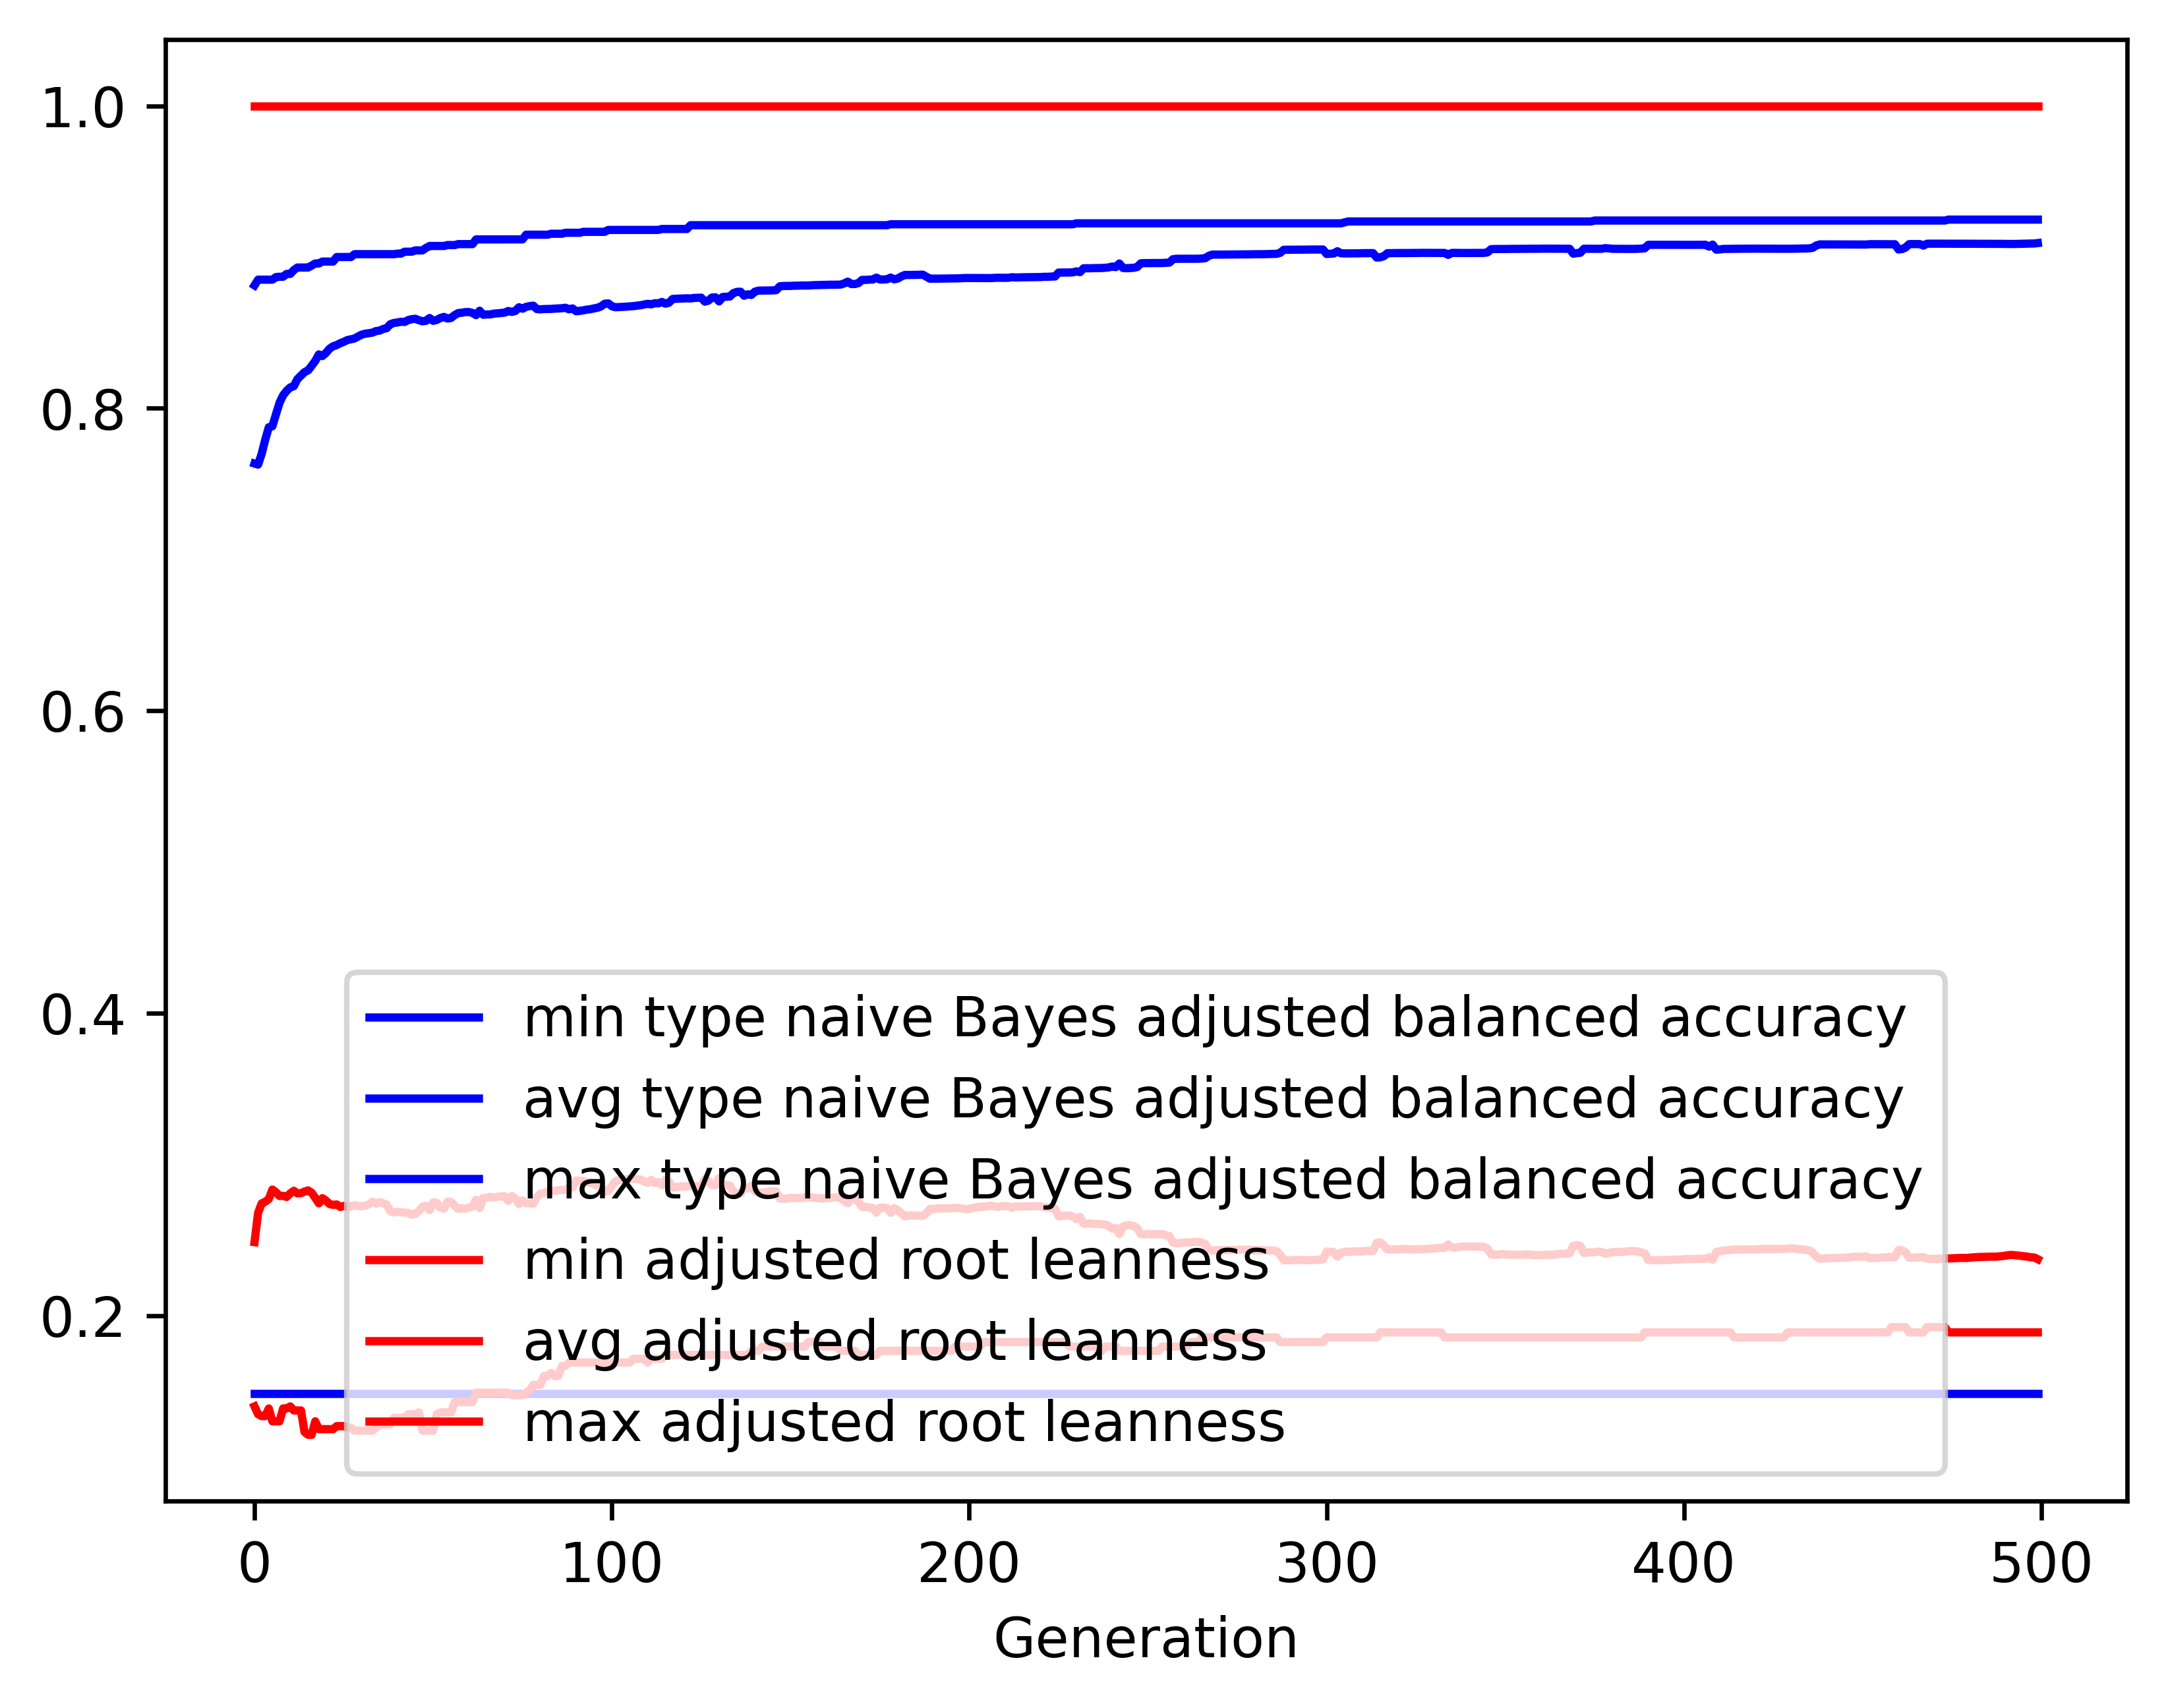 1.0
0.8
0.6
0.4
0.2
min type naive Bayes adjusted balanced accuracy
avg type naive Bayes adjusted balanced accuracy
max type naive Bayes adjusted balanced accuracy
min adjusted root leanness
avg adjusted root leanness
max adjusted root leanness
0 100 200 300 400 500
Generation